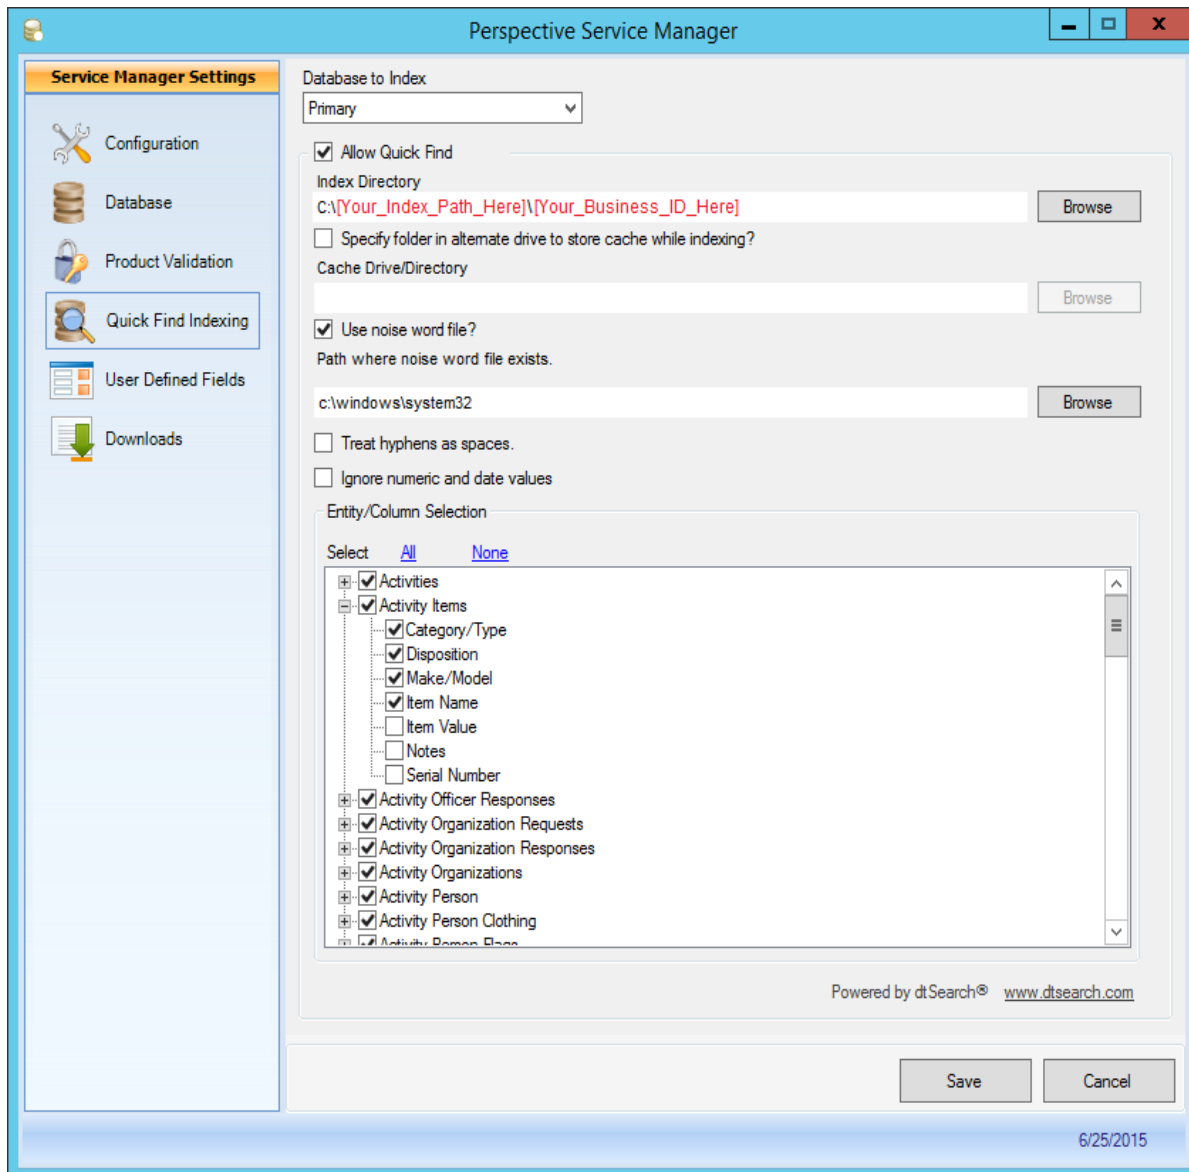 Perspective Service Manager
Service Manager Settings
Configuration
Database
Product Validation
Quick Find Indexing
User Defined Fields
Downloads
Database to Index
Primary
Allow Quick Find
Index Directory
C:\[Your_Index_Path_Here]\[Your_Business_ID_Here]
Browse
Specify folder in alternate drive to store cache while indexing?
Cache Drive/Directory
Browse
Use noise word file?
Path where noise word file exists.
c:\windows\system32
Browse
Treat hyphens as spaces.
Ignore numeric and date values
Entity/Column Selection
Select All None
Activities
Activity Items
Category/Type
Disposition
Make/Model
Item Name
Item Value
Notes
Serial Number
Activity Officer Responses
Activity Organization Requests
Activity Organization Responses
Activity Organizations
Activity Person
Activity Person Clothing
Activity Person Flags
Powered by dtSearch® www.dtsearch.com
Save
Cancel
6/25/2015